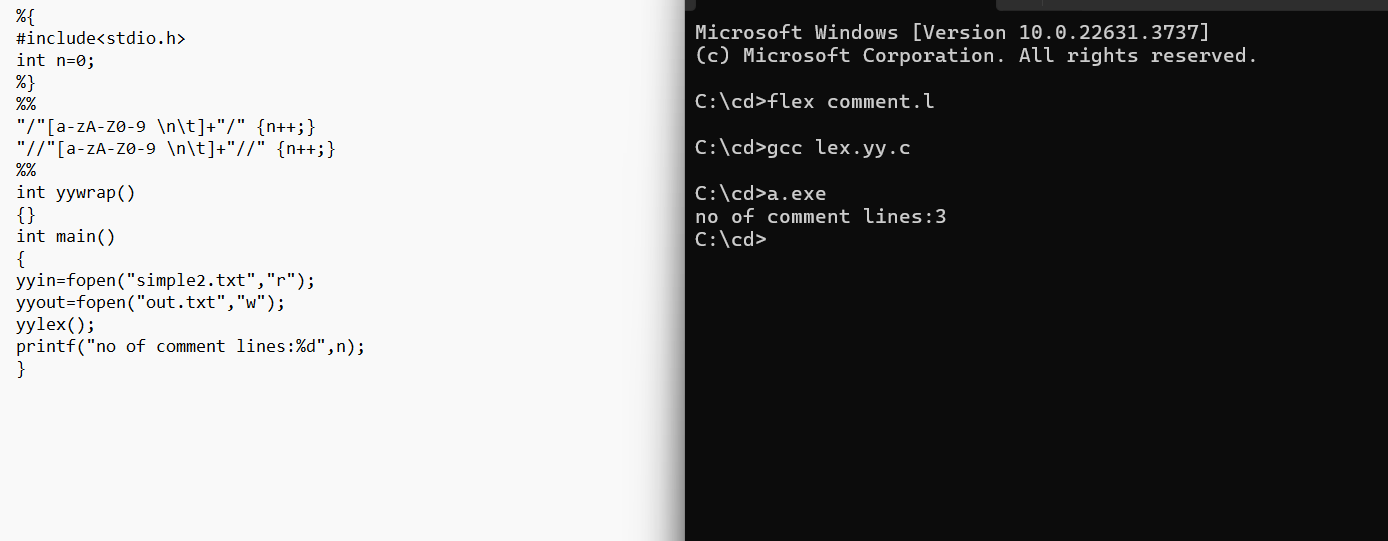 %{
#include<stdio.h>
int n=0;
%}
%%
"/"[a-zA-Z0-9 \n\t]+"/" {n++;}
"//"[a-zA-Z0-9 \n\t]+"//" {n++;}
%%
int yywrap()
{}
int main()
{
yyin=fopen("simple2.txt","r");
yyout=fopen("out.txt","w");
yylex();
printf("no of comment lines:%d",n);
}
Microsoft Windows [Version 10.0.22631.3737]
(c) Microsoft Corporation. All rights reserved.
C:\cd>flex comment.l
C:\cd>gcc lex.yy.c
C:\cd>a.exe
no of comment lines:3
C:\cd>